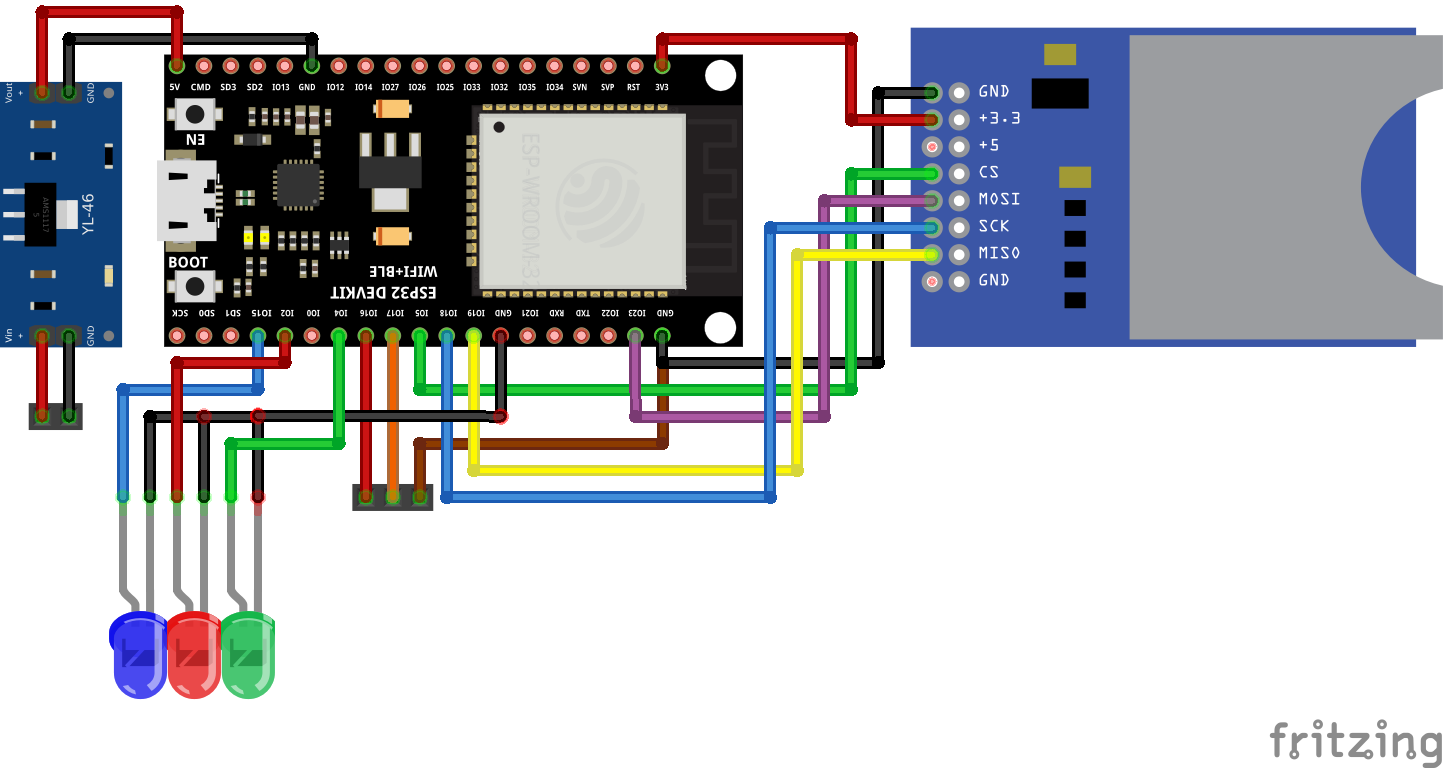 Vout
+
GND
YL-46
AMS1117
5
Vin
+
GND
5V CMD SD3 SD2 IO13 GND IO12 IO14 IO27 IO26 IO25 IO33 IO32 IO35 IO34 SVN SVP RST 3V3
EN
ESP-WROOM-32
BOOT
WIFI+BLE
ESP32 DEVKIT
SCK SD0 SD1 IO15 IO2 IO0 IO4 IO16 IO17 IO5 IO18 IO19 GND IO21 RXD TXD IO22 IO23 GND
GND
+3.3
+5
CS
MOSI
SCK
MISO
GND
fritzing